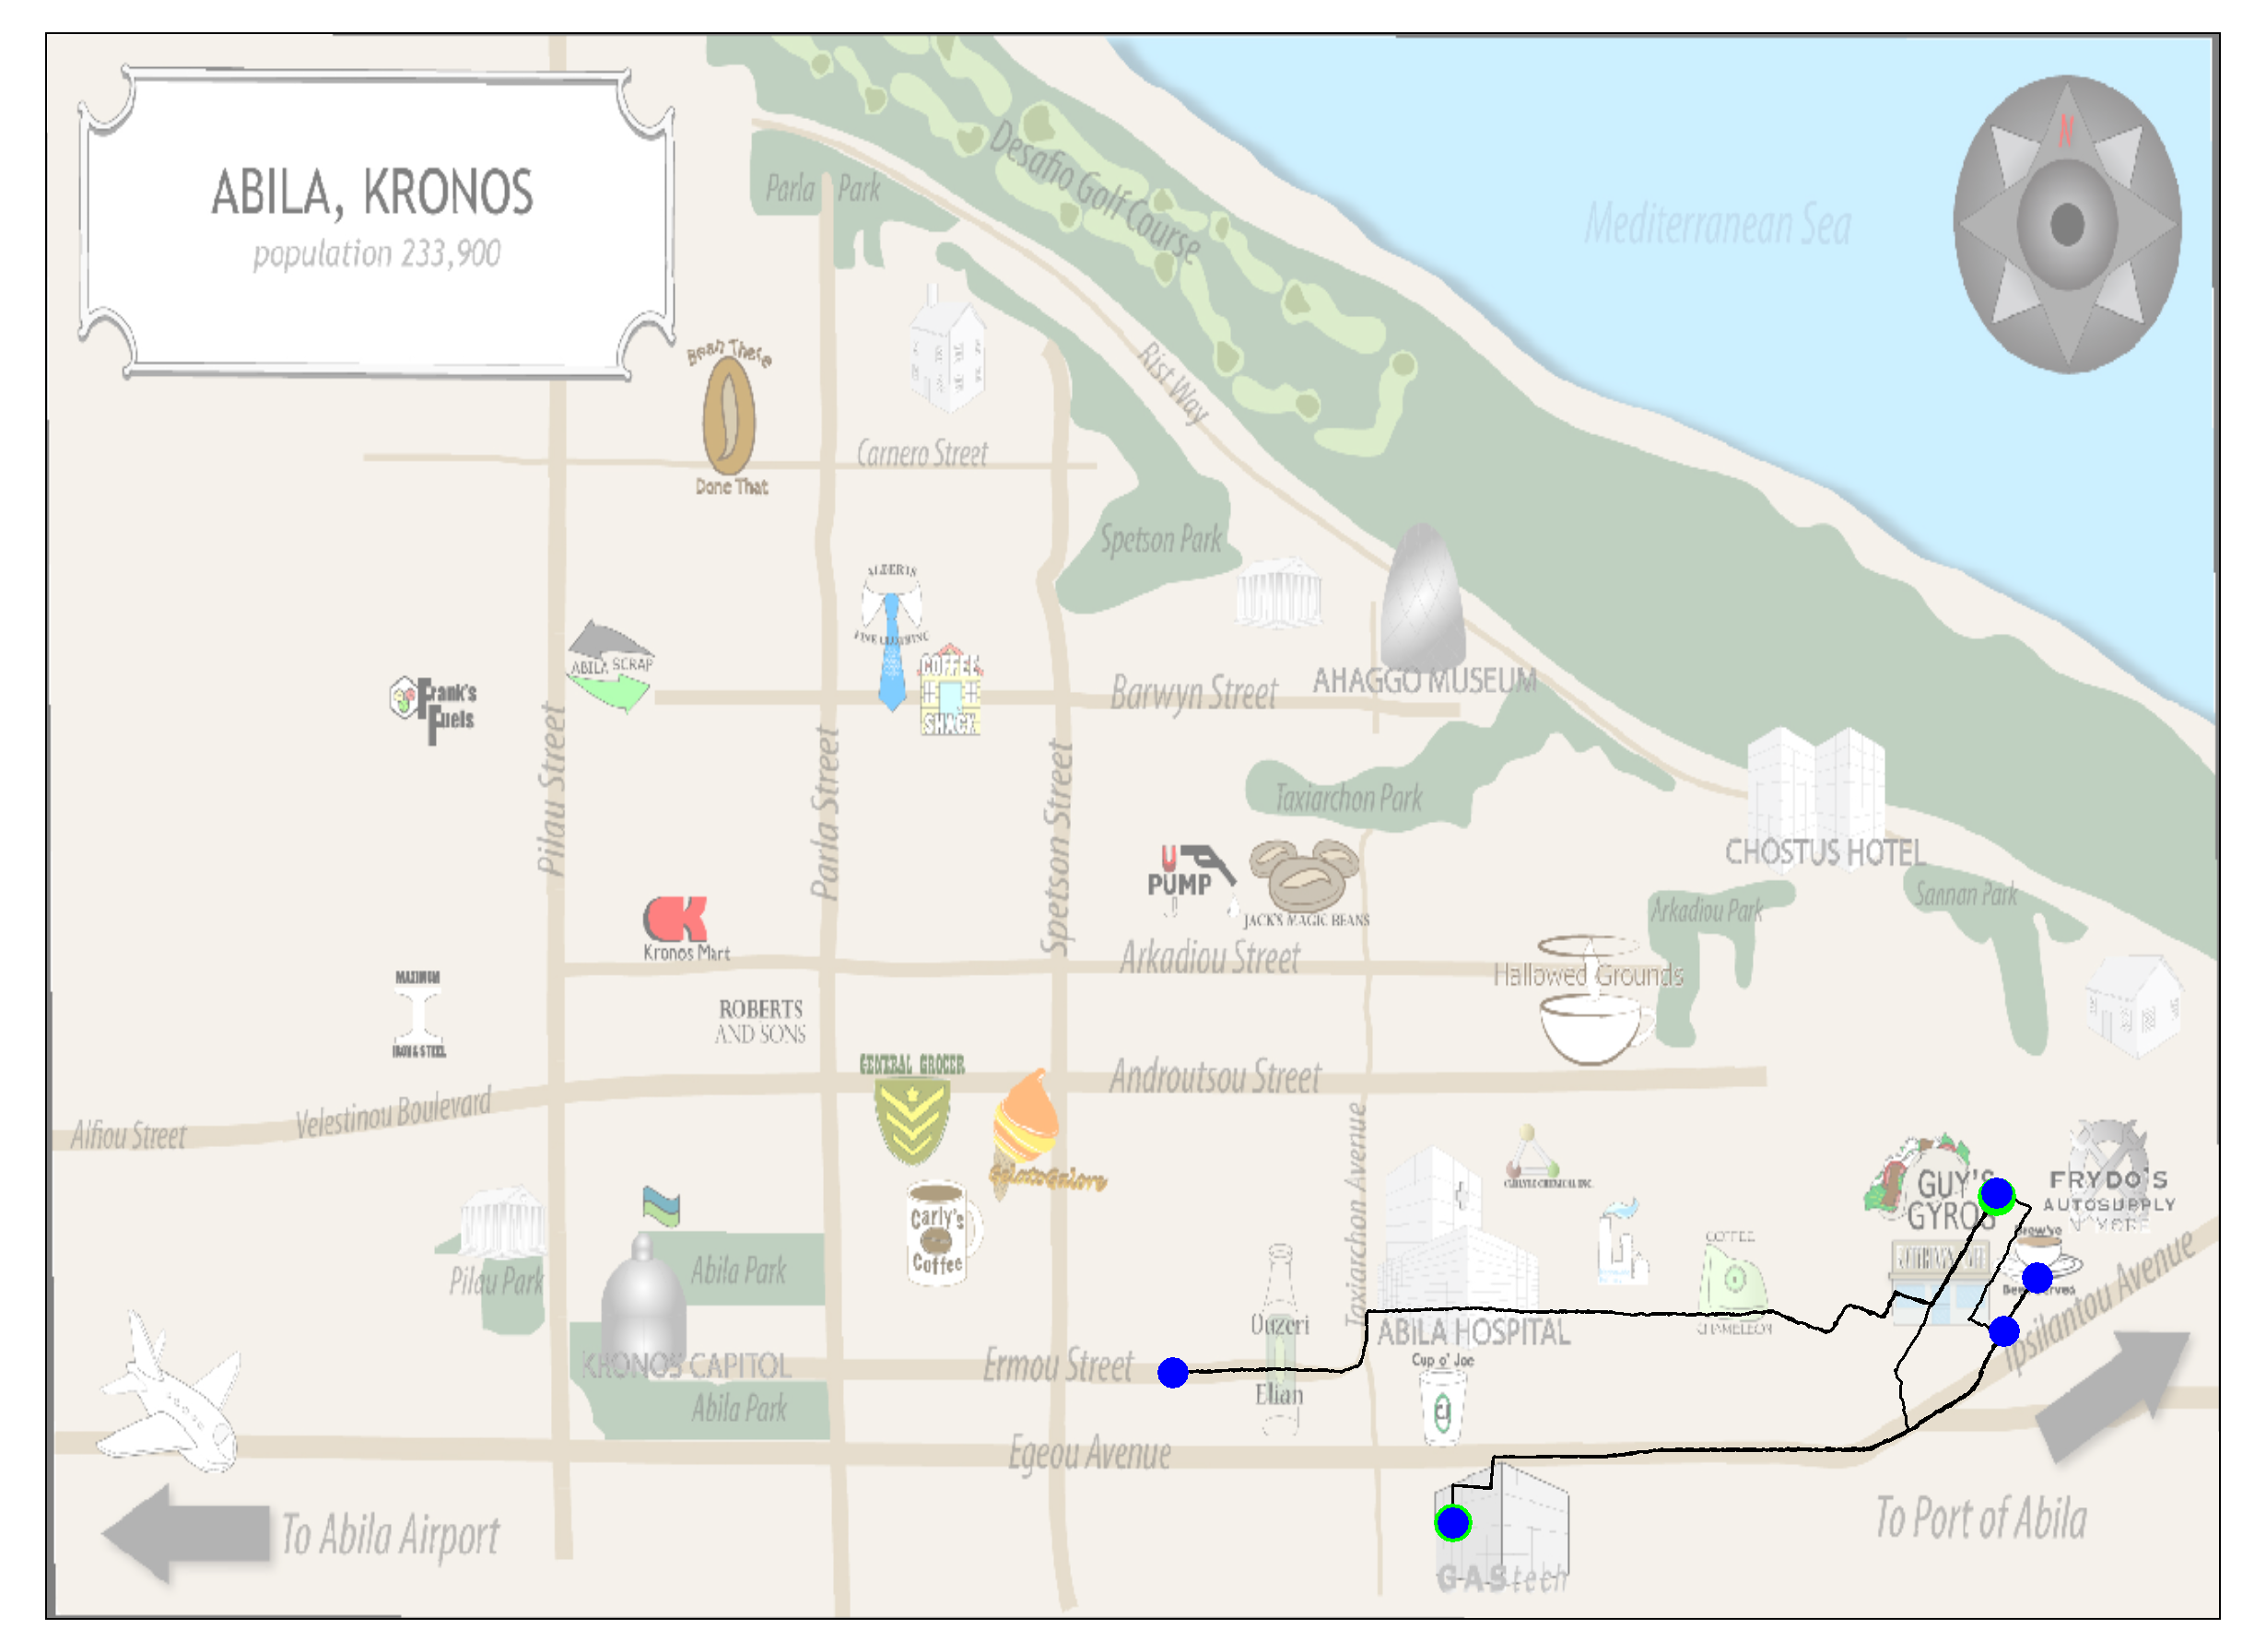 ABILA, KRONOS
population 233,900
N
Parla Park
Desafio Golf Course
Mediterranean Sea
Rist Way
Bean There
Done That
Carnero Street
Spetson Park
ALBERTS
FINE CLOTHING
ABILA SCRAP
Frank's
Fuels
COFFEE
SHACK
Barwyn Street
AHAGGO MUSEUM
Pilau Street
Parla Street
Spetson Street
Taxiarchon Park
CHOSTUS HOTEL
U
PUMP
JACK'S MAGIC BEANS
Arkadiou Park
Sannan Park
Kronos Mart
Arkadiou Street
Hallowed Grounds
MAXIMUM
IRON & STEEL
ROBERTS
AND SONS
GENERAL GROCER
Androutsou Street
Alfiou Street
Velestinou Boulevard
Taxiarchon Avenue
GelatoGalore
CARLYLE CHEMICAL INC.
GUY'S
GYROS
FRYDO'S
AUTOSUPPLY
N' MORE
Carly's
Coffee
Pilau Park
Abila Park
Brew've
Been Served
COFFEE
CHAMELEON
Ouzeri
Elian
ABILA HOSPITAL
Ipsilantou Avenue
KRONOS CAPITOL
Ermou Street
Cup o' Joe
CJ
Abila Park
Egeou Avenue
To Abila Airport
To Port of Abila
GAStech